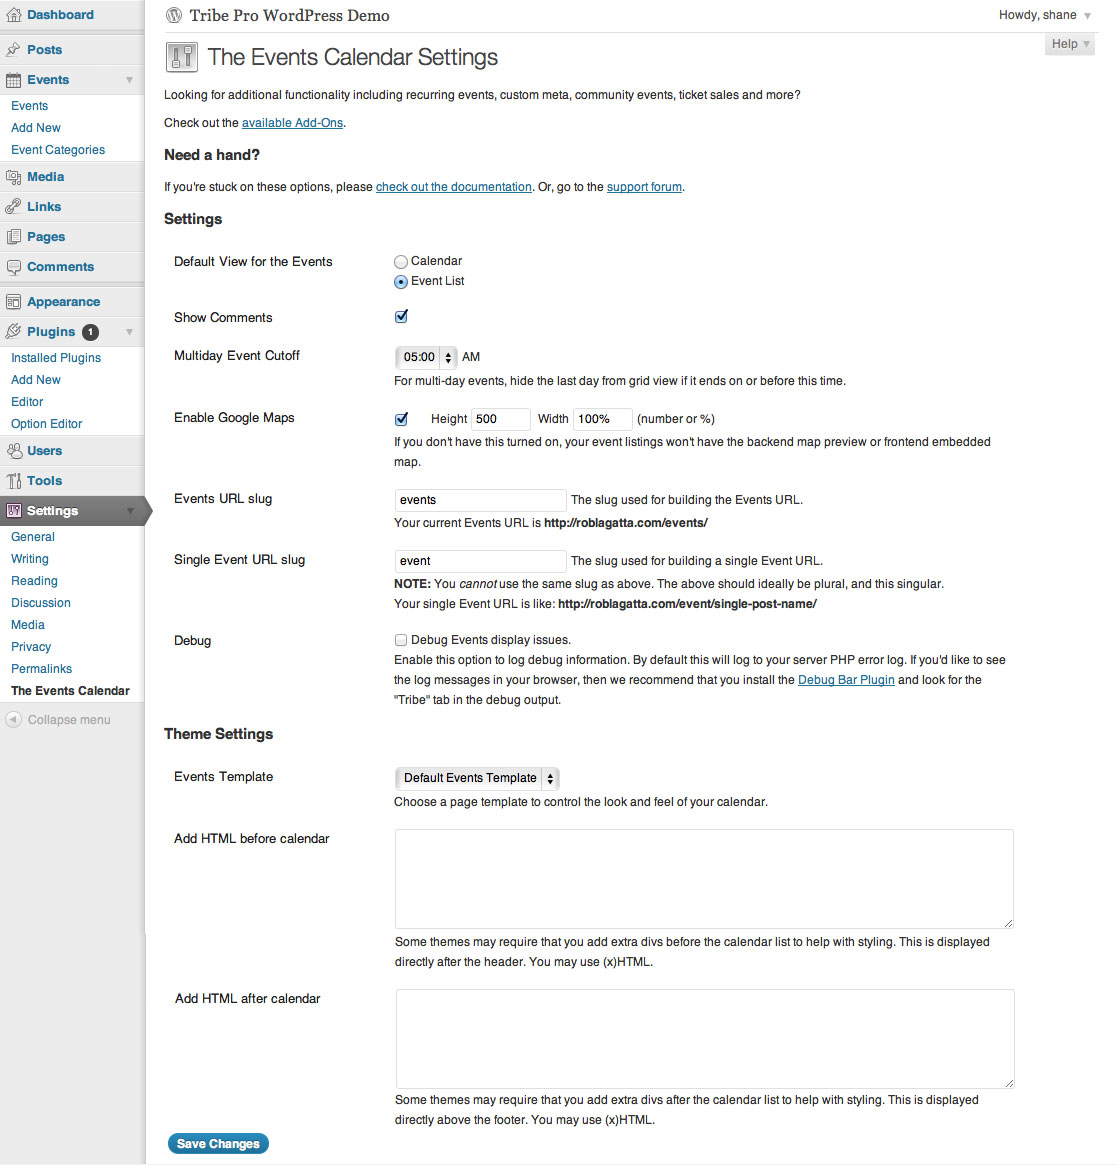 Dashboard
Posts
Events
Events
Add New
Event Categories
Media
Links
Pages
Comments
Appearance
Plugins 1
Installed Plugins
Add New
Editor
Option Editor
Users
Tools
Settings
General
Writing
Reading
Discussion
Media
Privacy
Permalinks
The Events Calendar
Collapse menu
Tribe Pro WordPress Demo
Howdy, shane
Help
The Events Calendar Settings
Looking for additional functionality including recurring events, custom meta, community events, ticket sales and more?
Check out the available Add-Ons.
Need a hand?
If you're stuck on these options, please check out the documentation. Or, go to the support forum.
Settings
Default View for the Events
Calendar
Event List
Show Comments
Multiday Event Cutoff
05:00 AM
For multi-day events, hide the last day from grid view if it ends on or before this time.
Enable Google Maps
Height 500 Width 100% (number or %)
If you don't have this turned on, your event listings won't have the backend map preview or frontend embedded
map.
Events URL slug
events The slug used for building the Events URL.
Your current Events URL is http://roblagatta.com/events/
Single Event URL slug
event The slug used for building a single Event URL.
NOTE: You cannot use the same slug as above. The above should ideally be plural, and this singular.
Your single Event URL is like: http://roblagatta.com/event/single-post-name/
Debug
Debug Events display issues.
Enable this option to log debug information. By default this will log to your server PHP error log. If you'd like to see
the log messages in your browser, then we recommend that you install the Debug Bar Plugin and look for the
"Tribe" tab in the debug output.
Theme Settings
Events Template
Default Events Template
Choose a page template to control the look and feel of your calendar.
Add HTML before calendar
Some themes may require that you add extra divs before the calendar list to help with styling. This is displayed
directly after the header. You may use (x)HTML.
Add HTML after calendar
Some themes may require that you add extra divs after the calendar list to help with styling. This is displayed
directly above the footer. You may use (x)HTML.
Save Changes